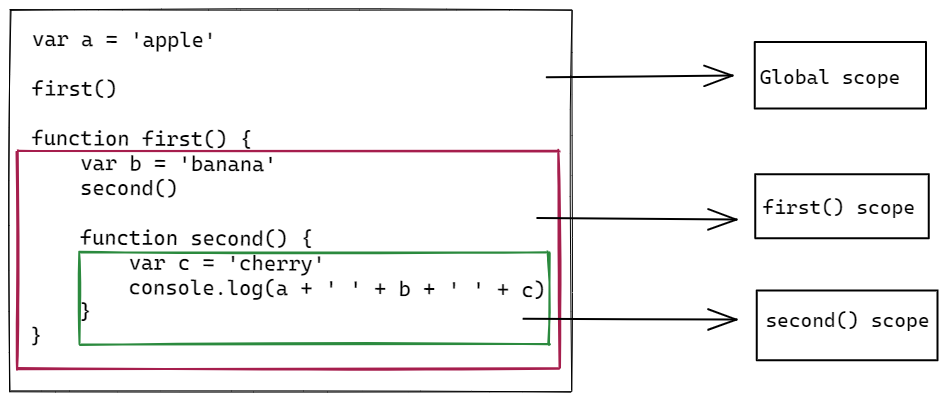 var a = 'apple'
first()
function first() {
var b = 'banana'
second()
function second() {
var c = 'cherry'
console.log(a + ' ' + b + ' ' + c)
}
}
Global scope
first() scope
second() scope